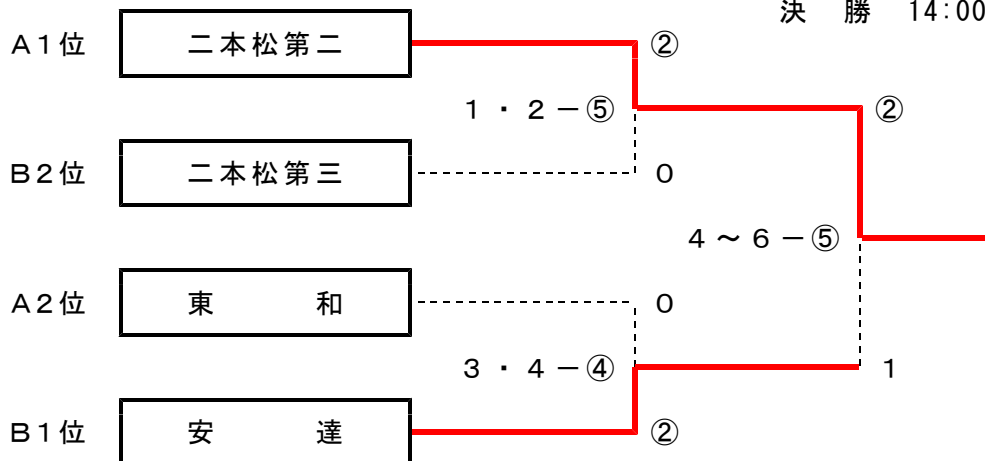 決　勝　14:00
A1位　二本松第二　②
1・2－⑤　②
B2位　二本松第三　0
4～6－⑤
A2位　東　和　0
3・4－④　1
B1位　安　達　②